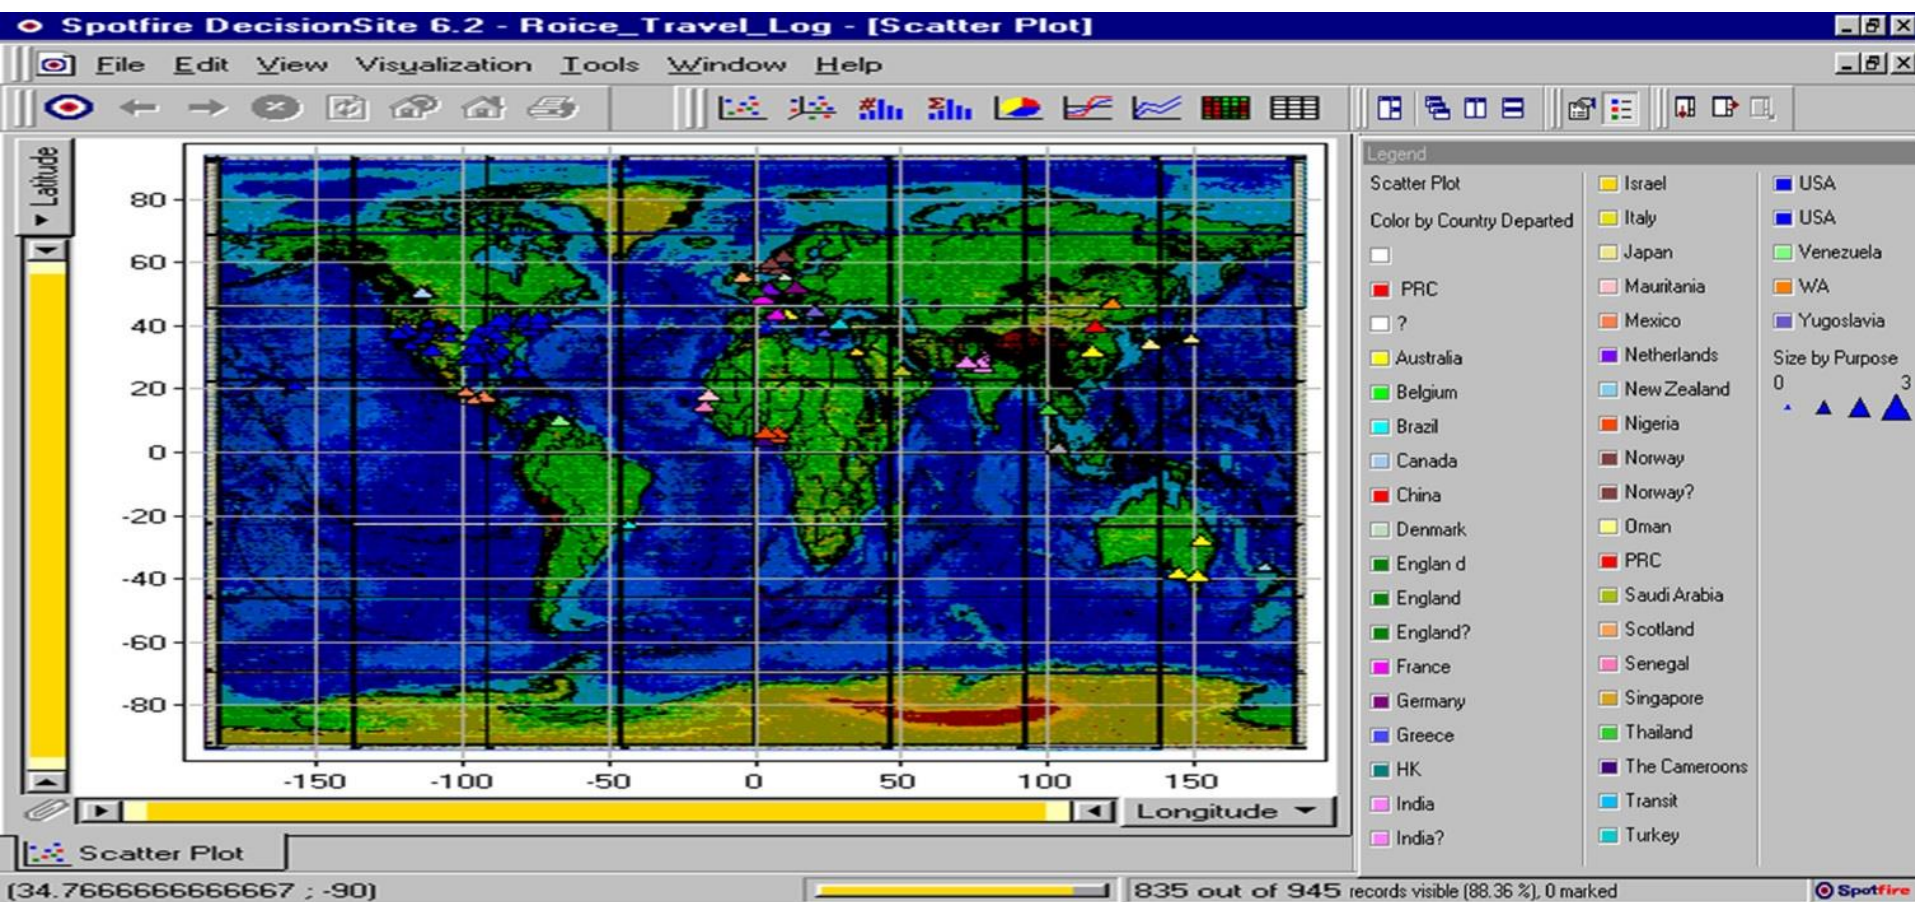 Spotfire DecisionSite 6.2 - Roice_Travel_Log - [Scatter Plot]
File Edit View Visualization Tools Window Help
Latitude
80
60
40
20
0
-20
-40
-60
-80
-150 -100 -50 0 50 100 150
Longitude
Legend
Scatter Plot
Color by Country Departed
PRC
?
Australia
Belgium
Brazil
Canada
China
Denmark
Englan d
England
England?
France
Germany
Greece
HK
India
India?
Israel
Italy
Japan
Mauritania
Mexico
Netherlands
New Zealand
Nigeria
Norway
Norway?
Oman
PRC
Saudi Arabia
Scotland
Senegal
Singapore
Thailand
The Cameroons
Transit
Turkey
USA
USA
Venezuela
WA
Yugoslavia
Size by Purpose
0 3
Scatter Plot
(34.7666666666667 ; -90)
835 out of 945 records visible (88.36 %), 0 marked
Spotfire